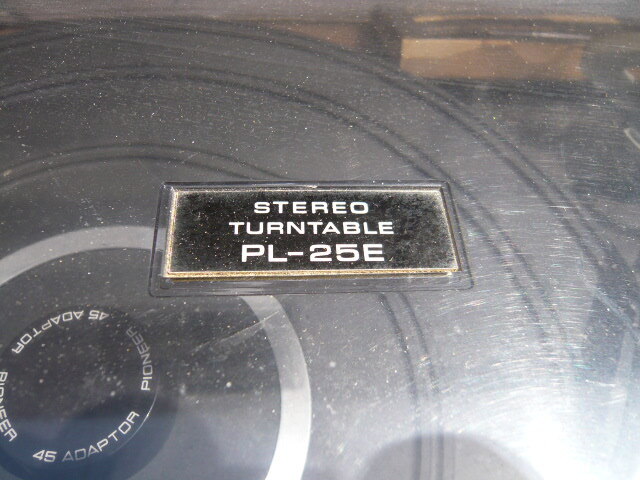 STEREO
TURNTABLE
PL-25E
45 ADAPTOR
PIONEER
45 ADAPTOR
PIONEER